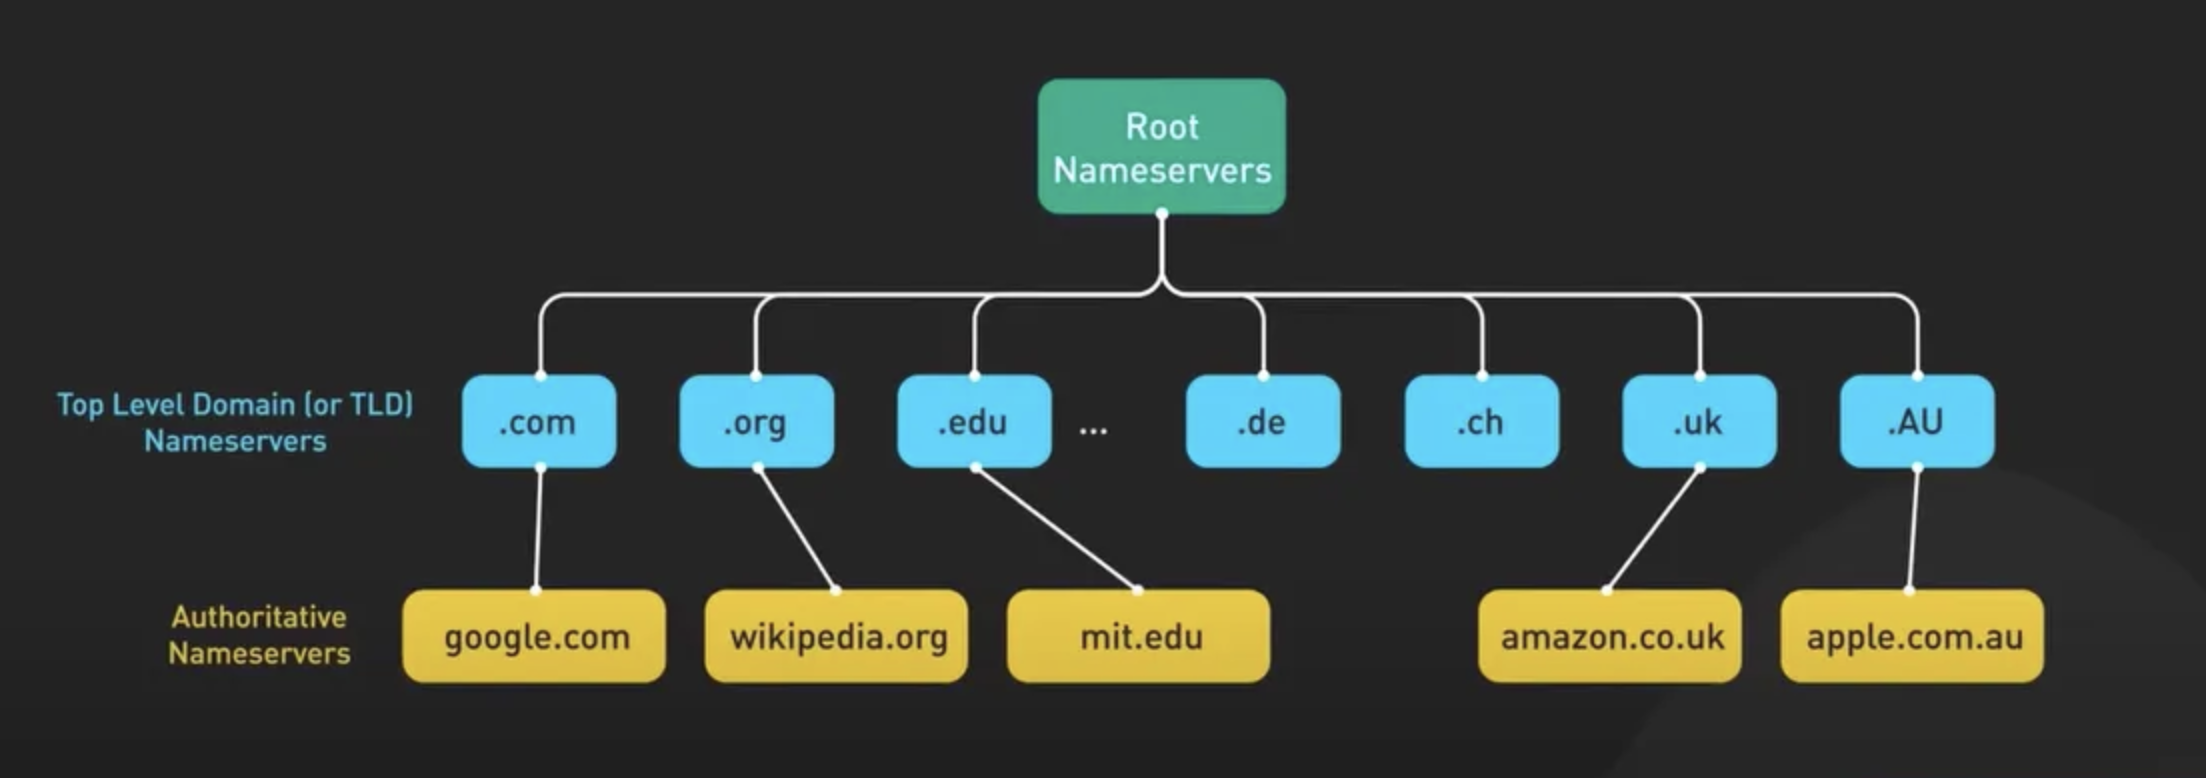 Root
Nameservers
Top Level Domain (or TLD)
Nameservers
.com
.org
.edu
...
.de
.ch
.uk
.AU
Authoritative
Nameservers
google.com
wikipedia.org
mit.edu
amazon.co.uk
apple.com.au